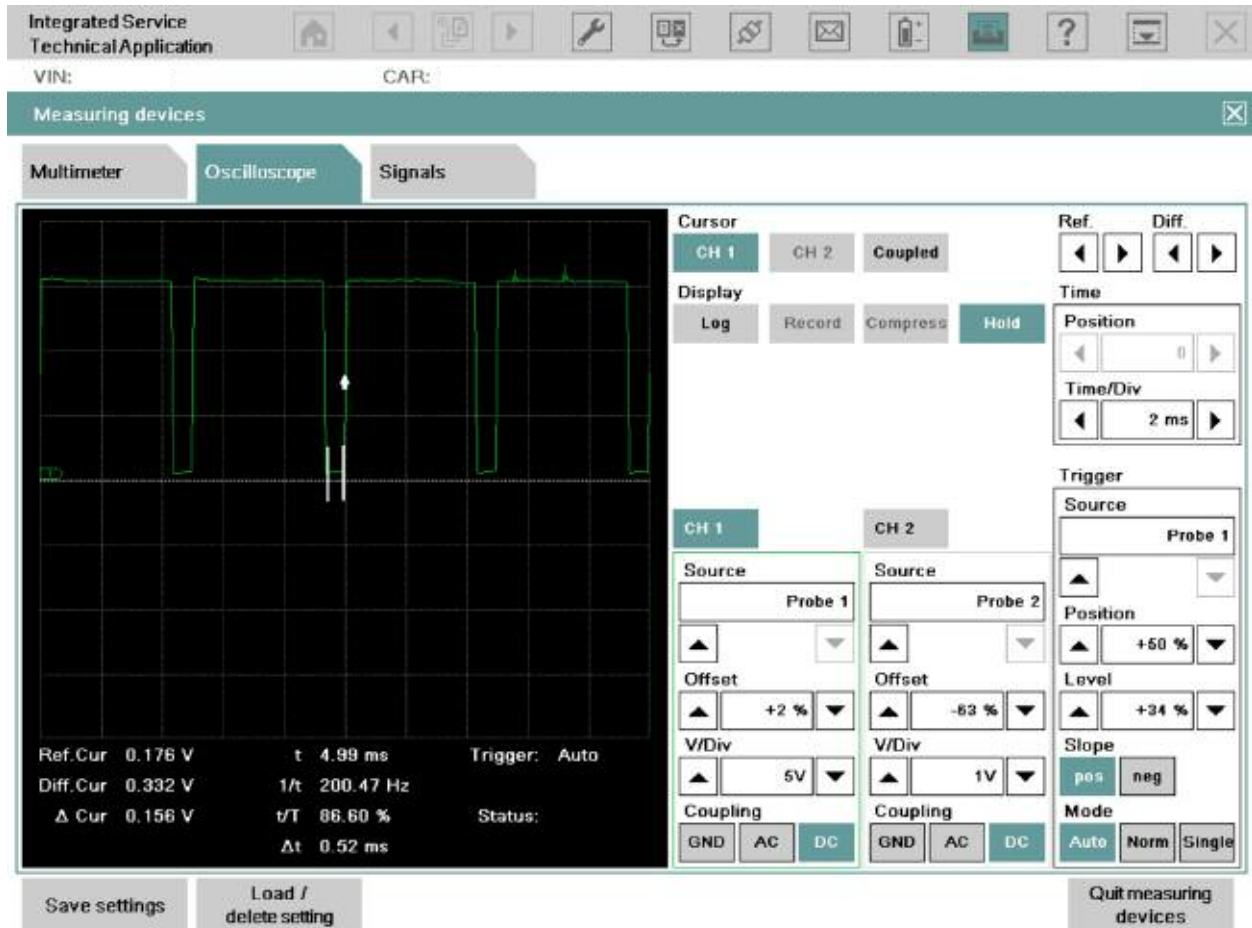 Integrated Service
Technical Application
?
VIN: CAR:
Measuring devices
Multimeter Oscilloscope Signals
Cursor
CH 1 CH 2 Coupled
Ref. Diff.
Display
Log Record Compress Hold
Time
Position
0
Time/Div
2 ms
Trigger
Source
Probe 1
Position
+50 %
Level
+34 %
Slope
pos neg
Mode
Auto Norm Single
CH 1
Source
Probe 1
Offset
+2 %
V/Div
5V
Coupling
GND AC DC
CH 2
Source
Probe 2
Offset
-63 %
V/Div
1V
Coupling
GND AC DC
1
Ref.Cur 0.176 V t 4.99 ms Trigger: Auto
Diff.Cur 0.332 V 1/t 200.47 Hz
Δ Cur 0.156 V t/T 86.60 % Status:
Δt 0.52 ms
Save settings
Load /
delete setting
Quit measuring
devices